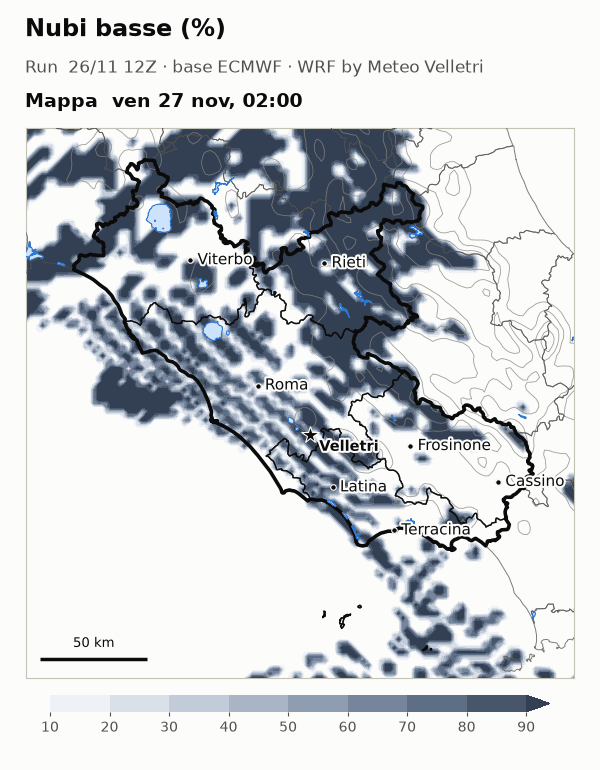 Nubi basse (%)
Run  26/11 12Z · base ECMWF · WRF by Meteo Velletri
Mappa  ven 27 nov, 02:00
Viterbo
Rieti
Roma
Velletri
Frosinone
Cassino
Latina
Terracina
50 km
10 20 30 40 50 60 70 80 90